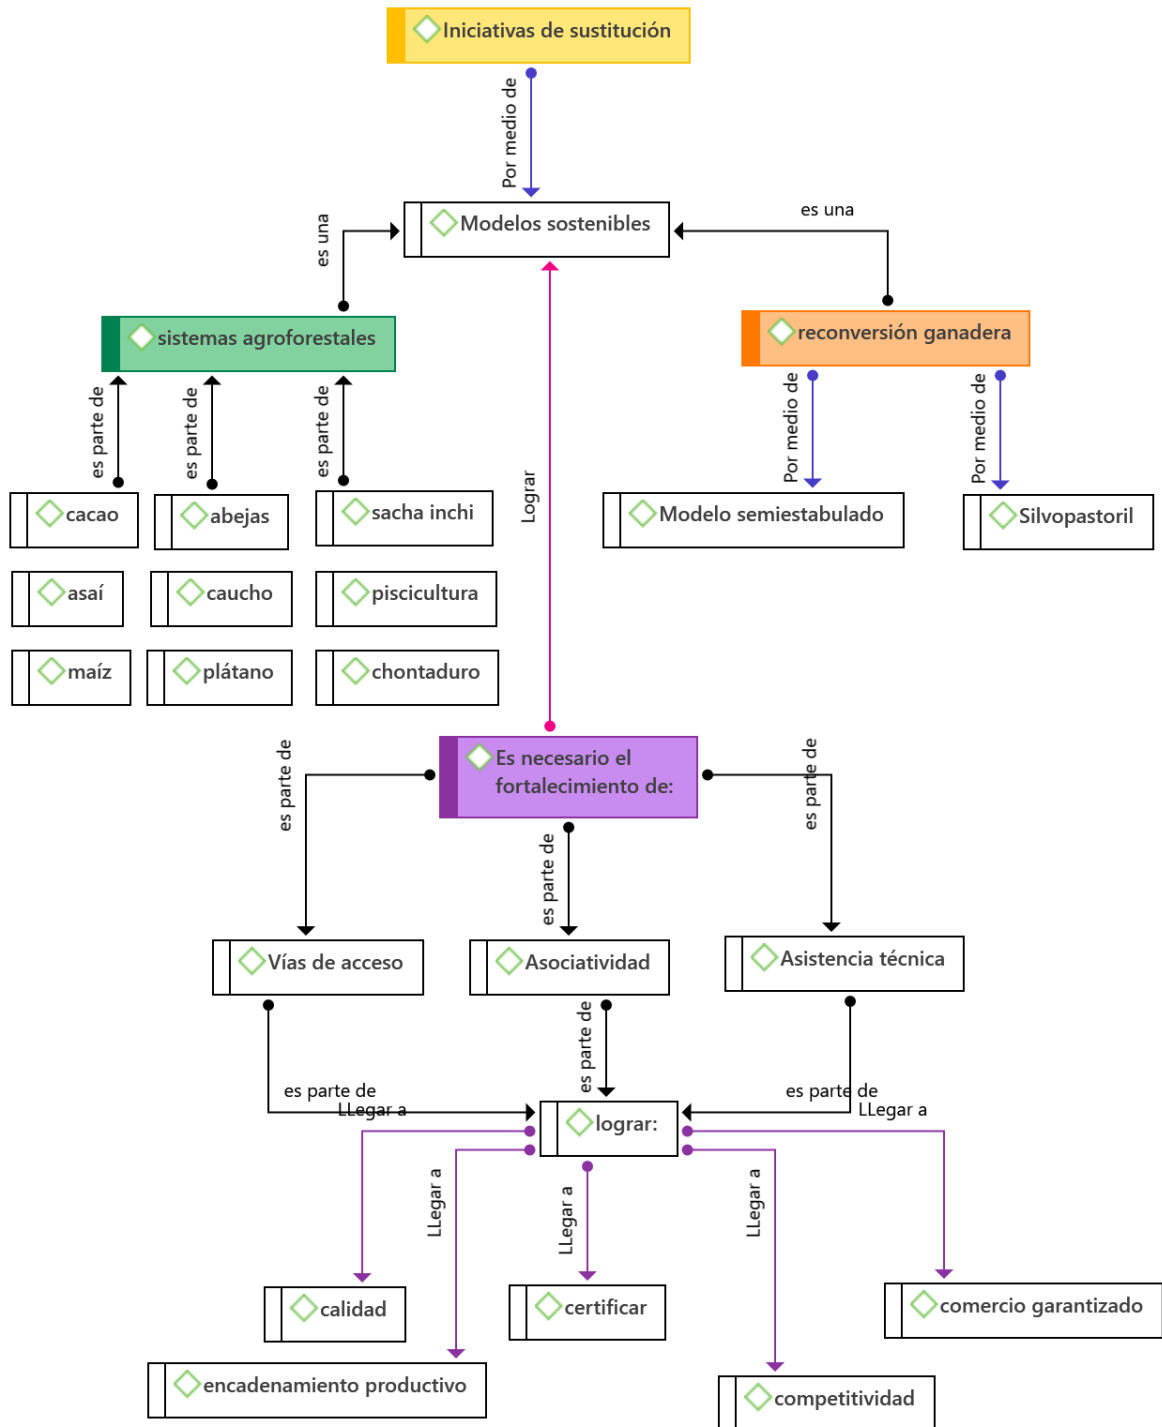 Iniciativas de sustitución
Por medio de
Modelos sostenibles
es una
es una
sistemas agroforestales
reconversión ganadera
es parte de
es parte de
es parte de
Por medio de
Por medio de
cacao
abejas
sacha inchi
Modelo semiestabulado
Silvopastoril
Lograr
asaí
caucho
piscicultura
maíz
plátano
chontaduro
Es necesario el
fortalecimiento de:
es parte de
es parte de
es parte de
Vías de acceso
Asociatividad
Asistencia técnica
es parte de
es parte de
es parte de
LLegar a
LLegar a
lograr:
LLegar a
LLegar a
LLegar a
calidad
certificar
comercio garantizado
encadenamiento productivo
competitividad